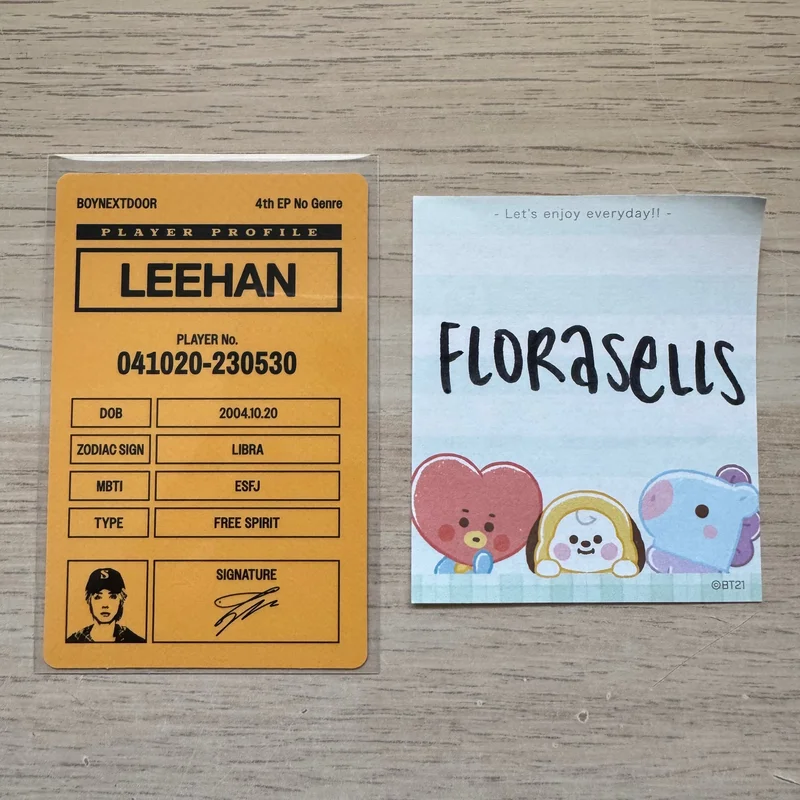 BOYNEXTDOOR 4th EP No Genre
PLAYER PROFILE
LEEHAN
PLAYER No.
041020-230530
DOB 2004.10.20
ZODIAC SIGN LIBRA
MBTI ESFJ
TYPE FREE SPIRIT
S
SIGNATURE
- Let's enjoy everyday!! -
FLORASELLS
©BT21